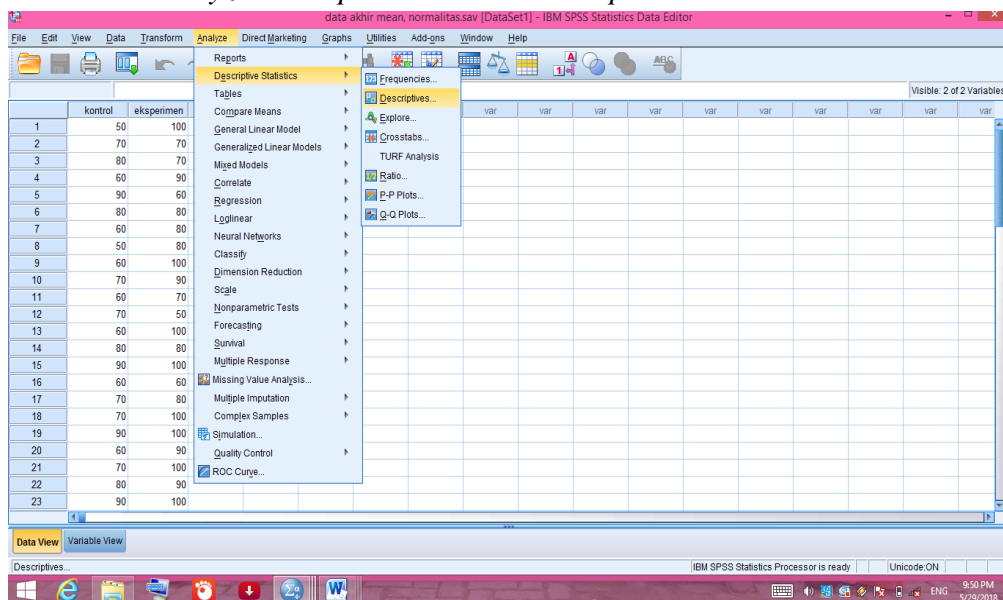 data akhir mean, normalitas.sav [DataSet1] - IBM SPSS Statistics Data Editor
File Edit View Data Transform Analyze Direct Marketing Graphs Utilities Add-ons Window Help
Visible: 2 of 2 Variables
Reports
Descriptive Statistics
Tables
Compare Means
General Linear Model
Generalized Linear Models
Mixed Models
Correlate
Regression
Loglinear
Neural Networks
Classify
Dimension Reduction
Scale
Nonparametric Tests
Forecasting
Survival
Multiple Response
Missing Value Analysis...
Multiple Imputation
Complex Samples
Simulation...
Quality Control
ROC Curve...
Frequencies...
Descriptives...
Explore...
Crosstabs...
TURF Analysis
Ratio...
P-P Plots...
Q-Q Plots...
kontrol eksperimen var var var var var var var var var var var
1 50 100
2 70 70
3 80 70
4 60 90
5 90 60
6 80 80
7 60 80
8 50 80
9 60 100
10 70 90
11 60 70
12 70 50
13 60 100
14 80 80
15 90 100
16 60 60
17 70 80
18 70 100
19 90 100
20 60 90
21 70 100
22 80 90
23 90 100
Data View Variable View
Descriptives... IBM SPSS Statistics Processor is ready Unicode:ON
ENG 9:50 PM
5/29/2018